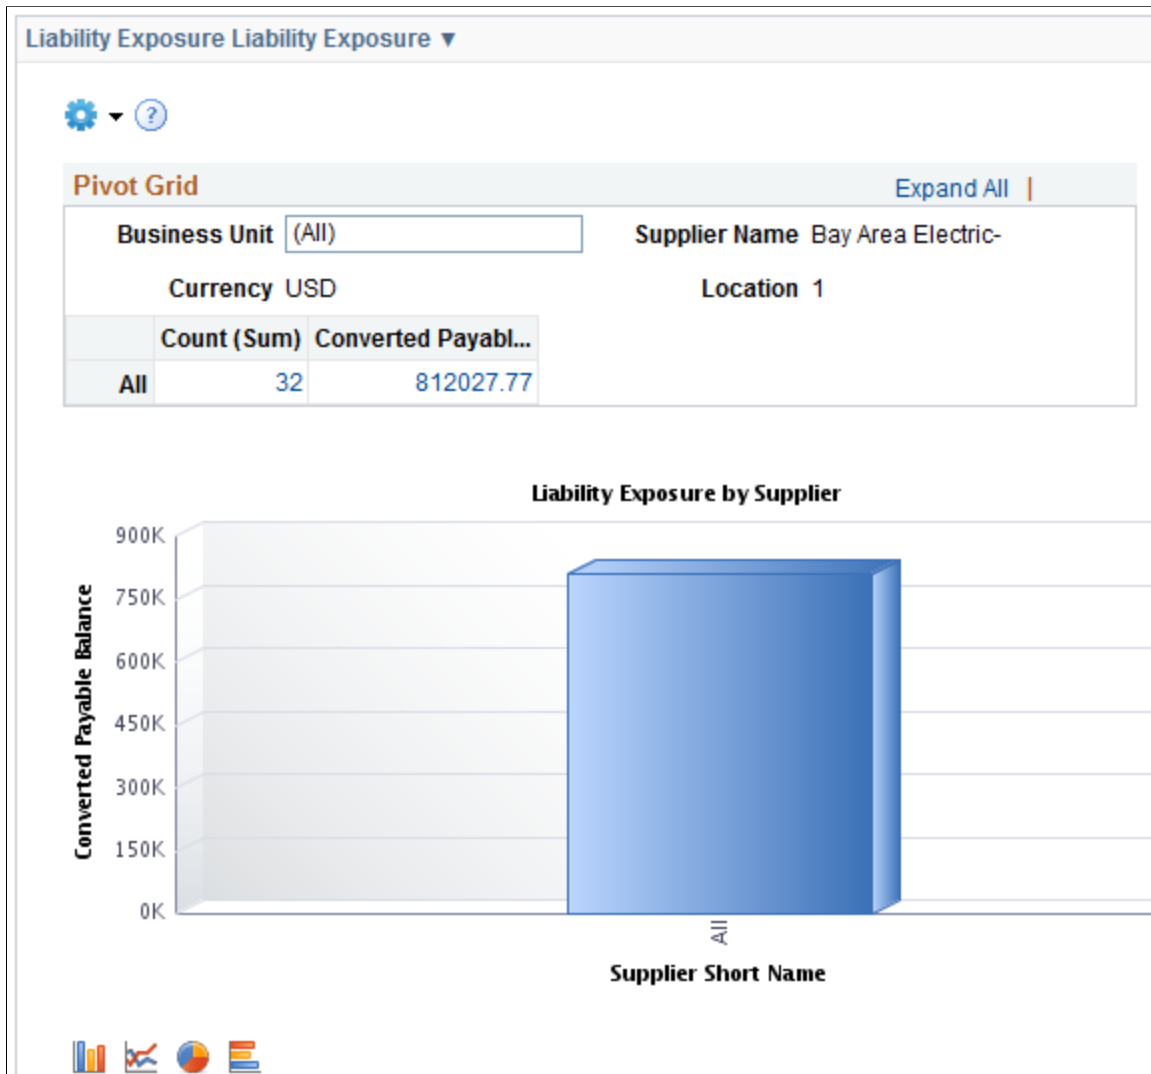 Liability Exposure Liability Exposure ▼
?
Pivot Grid
Expand All |
Business Unit (All) Supplier Name Bay Area Electric-
Currency USD Location 1
Count (Sum) Converted Payabl...
All 32 812027.77
Liability Exposure by Supplier
900K
750K
600K
450K
300K
150K
0K
Converted Payable Balance
All
Supplier Short Name